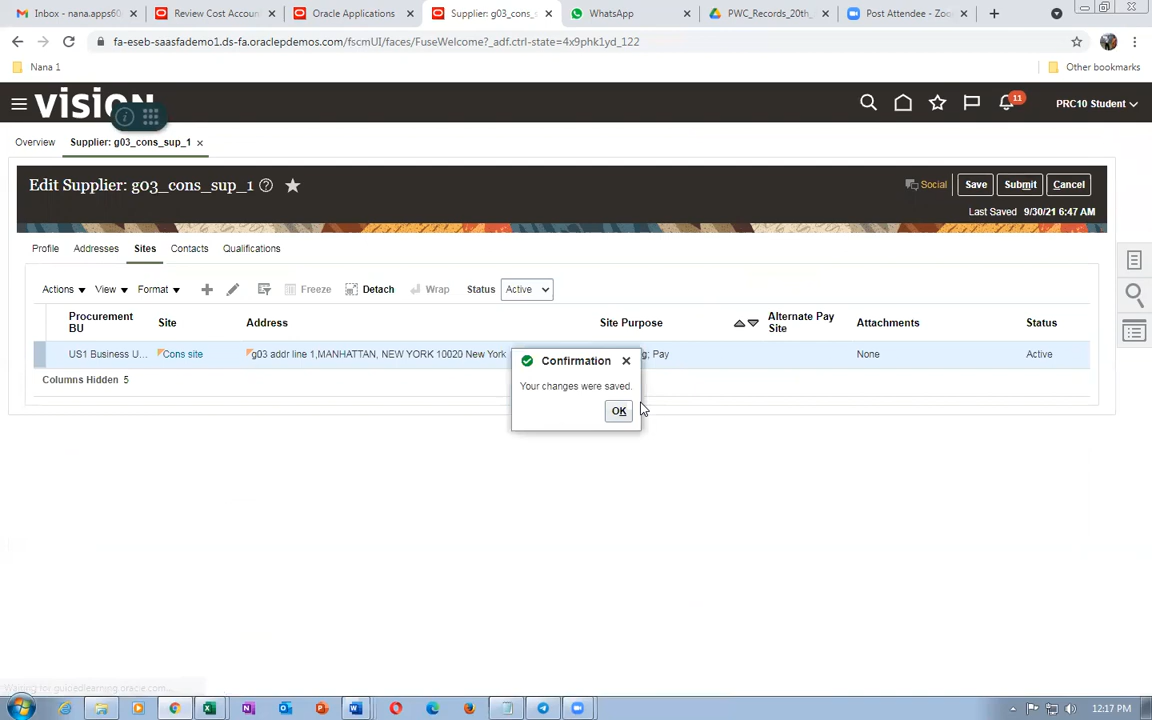 Inbox - nana.apps60
Review Cost Accoun
Oracle Applications
Supplier: g03_cons_s
WhatsApp
PWC_Records_20th_
Post Attendee - Zoo
fa-eseb-saasfademo1.ds-fa.oraclepdemos.com/fscmUI/faces/FuseWelcome?_adf.ctrl-state=4x9phk1yd_122
Nana 1
Other bookmarks
vision
11
PRC10 Student
Overview
Supplier: g03_cons_sup_1
Edit Supplier: g03_cons_sup_1
Social
Save
Submit
Cancel
Last Saved 9/30/21 6:47 AM
Profile
Addresses
Sites
Contacts
Qualifications
Actions
View
Format
Freeze
Detach
Wrap
Status
Active
Procurement BU
Site
Address
Site Purpose
Alternate Pay Site
Attachments
Status
US1 Business U...
Cons site
g03 addr line 1,MANHATTAN, NEW YORK 10020 New York
g; Pay
None
Active
Columns Hidden 5
Confirmation
Your changes were saved.
OK
Waiting for guidedlearning.oracle.com...
12:17 PM